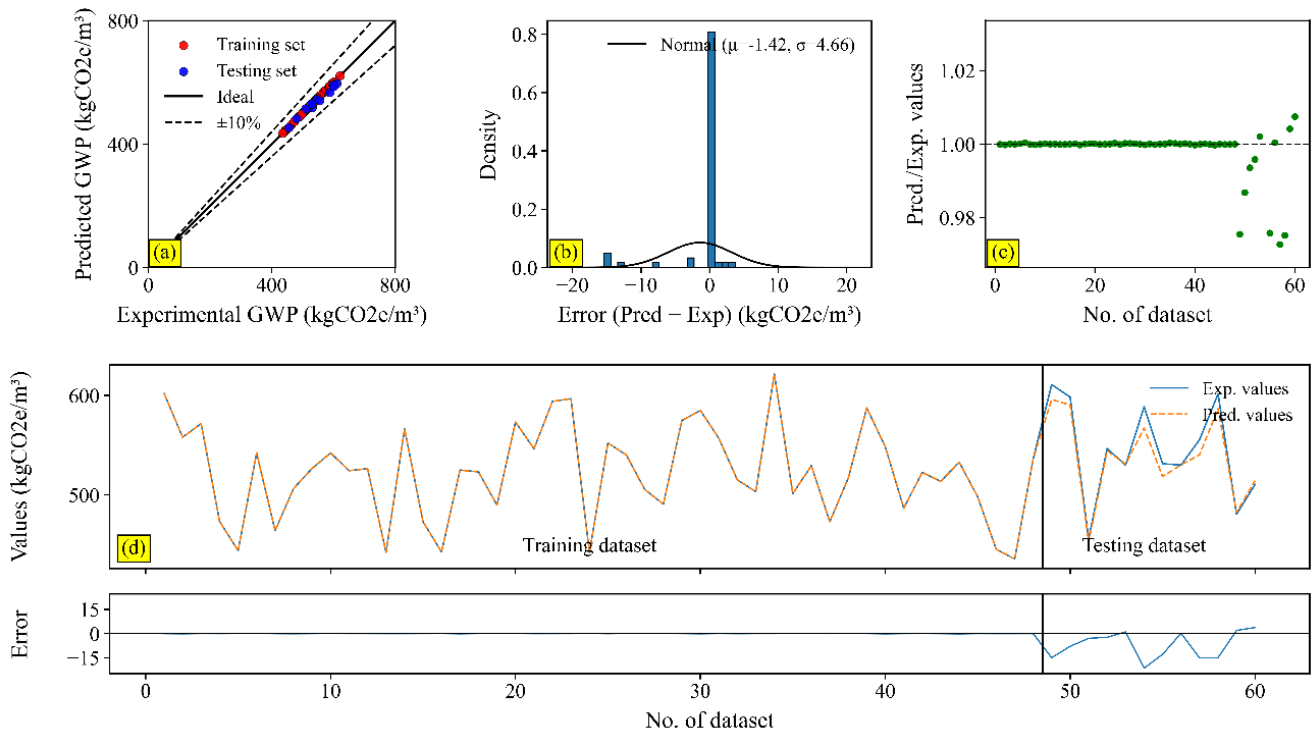 800
400
0
0
400
800
Predicted GWP (kgCO2e/m³)
Experimental GWP (kgCO2e/m³)
Training set
Testing set
Ideal
±10%
(a)
0.8
0.6
0.4
0.2
0.0
−20
−10
0
10
20
Density
Error (Pred − Exp) (kgCO2e/m³)
Normal (μ -1.42, σ 4.66)
(b)
1.02
1.00
0.98
0
20
40
60
Pred./Exp. values
No. of dataset
(c)
600
500
Values (kgCO2e/m³)
Exp. values
Pred. values
(d)
Training dataset
Testing dataset
15
0
−15
Error
0
10
20
30
40
50
60
No. of dataset